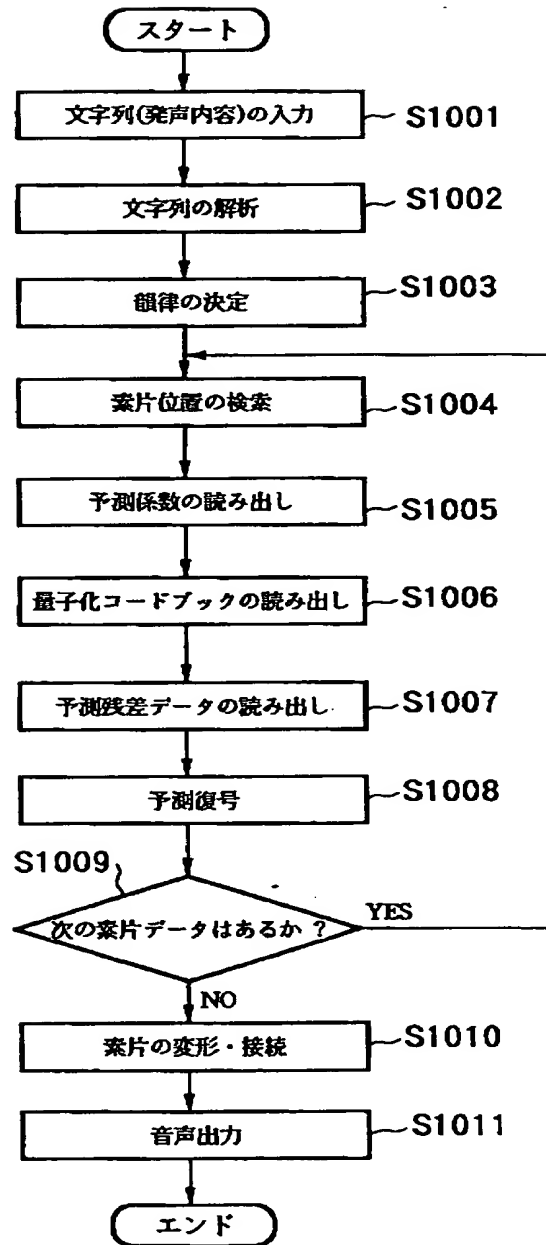 スタート
文字列(発声内容)の入力
S1001
文字列の解析
S1002
韻律の決定
S1003
素片位置の検索
S1004
予測係数の読み出し
S1005
量子化コードブックの読み出し
S1006
予測残差データの読み出し
S1007
予測復号
S1008
S1009
次の素片データはあるか ?
YES
NO
素片の変形・接続
S1010
音声出力
S1011
エンド